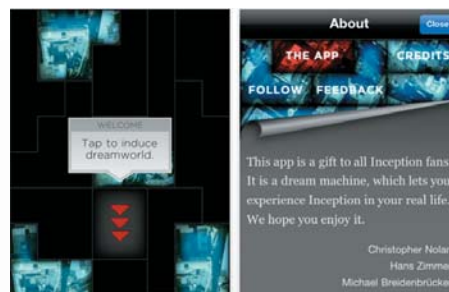 WELCOME
Tap to induce
dreamworld.
About
Close
THE APP
CREDITS
FOLLOW FEEDBACK
This app is a gift to all Inception fans
It is a dream machine, which lets you
experience Inception in your real life.
We hope you enjoy it.
Christopher Nolan
Hans Zimmer
Michael Breidenbrücker